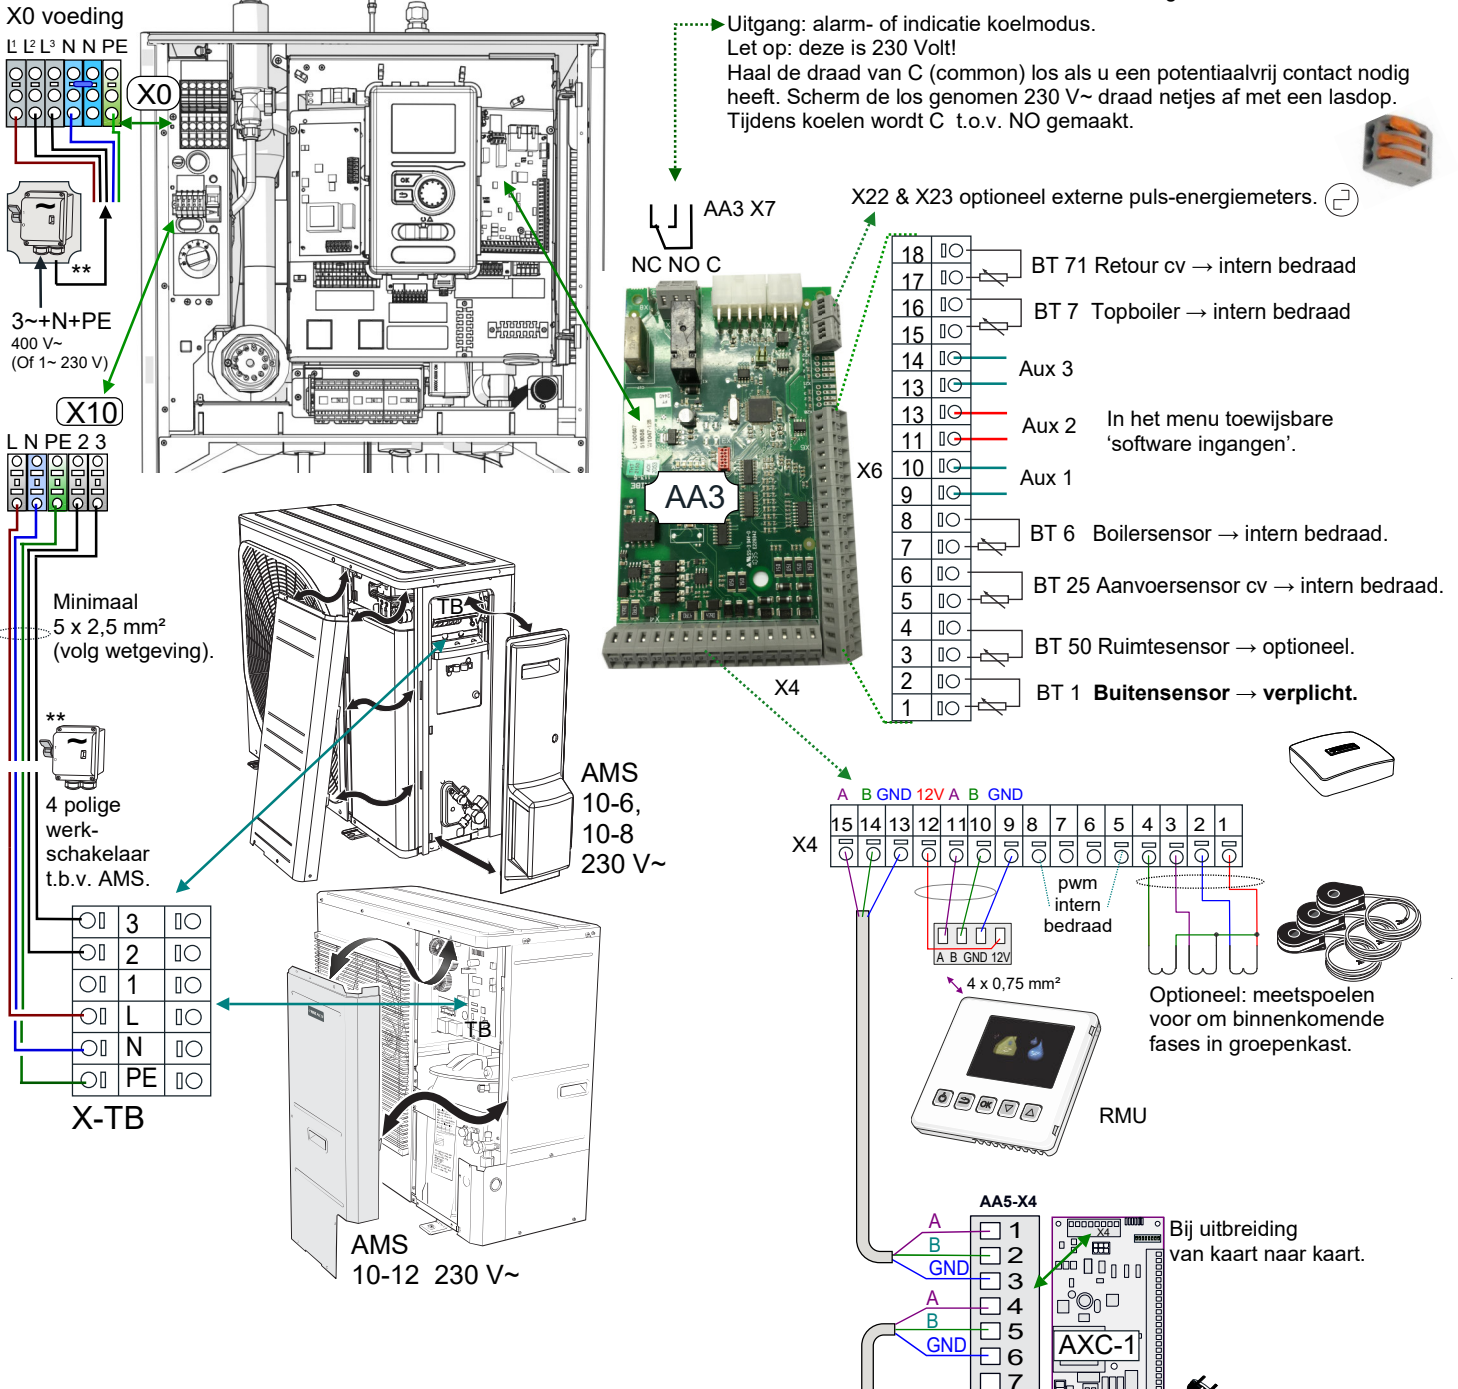 X0 voeding
L1 L2 L3 N N PE
X0
3~+N+PE
400 V~
(Of 1~ 230 V)
**
X10
L N PE 2 3
Uitgang: alarm- of indicatie koelmodus.
Let op: deze is 230 Volt!
Haal de draad van C (common) los als u een potentiaalvrij contact nodig
heeft. Scherm de los genomen 230 V~ draad netjes af met een lasdop.
Tijdens koelen wordt C t.o.v. NO gemaakt.
AA3 X7
NC NO C
X22 & X23 optioneel externe puls-energiemeters.
18
17
BT 71 Retour cv → intern bedraad
16
15
BT 7 Topboiler → intern bedraad
14
13
Aux 3
13
11
Aux 2
In het menu toewijsbare
‘software ingangen’.
X6
10
9
Aux 1
8
7
BT 6 Boilersensor → intern bedraad.
6
5
BT 25 Aanvoersensor cv → intern bedraad.
4
3
BT 50 Ruimtesensor → optioneel.
2
1
BT 1 Buitensensor → verplicht.
AA3
X4
Minimaal
5 x 2,5 mm²
(volg wetgeving).
**
4 polige
werk-
schakelaar
t.b.v. AMS.
TB
AMS
10-6,
10-8
230 V~
3
2
1
L
N
PE
X-TB
TB
AMS
10-12 230 V~
A B GND 12V A B GND
X4
15 14 13 12 11 10 9 8 7 6 5 4 3 2 1
pwm
intern
bedraad
A B GND 12V
4 x 0,75 mm²
OK
RMU
Optioneel: meetspoelen
voor om binnenkomende
fases in groepenkast.
AA5-X4
A
B
GND
A
B
GND
1
2
3
4
5
6
7
X4
AXC-1
Bij uitbreiding
van kaart naar kaart.